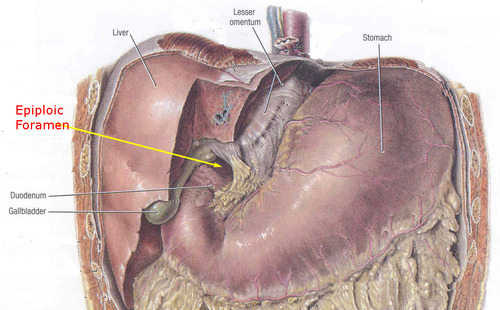 Lesser
omentum
Liver
Stomach
Epiploic
Foramen
Duodenum
Gallbladder